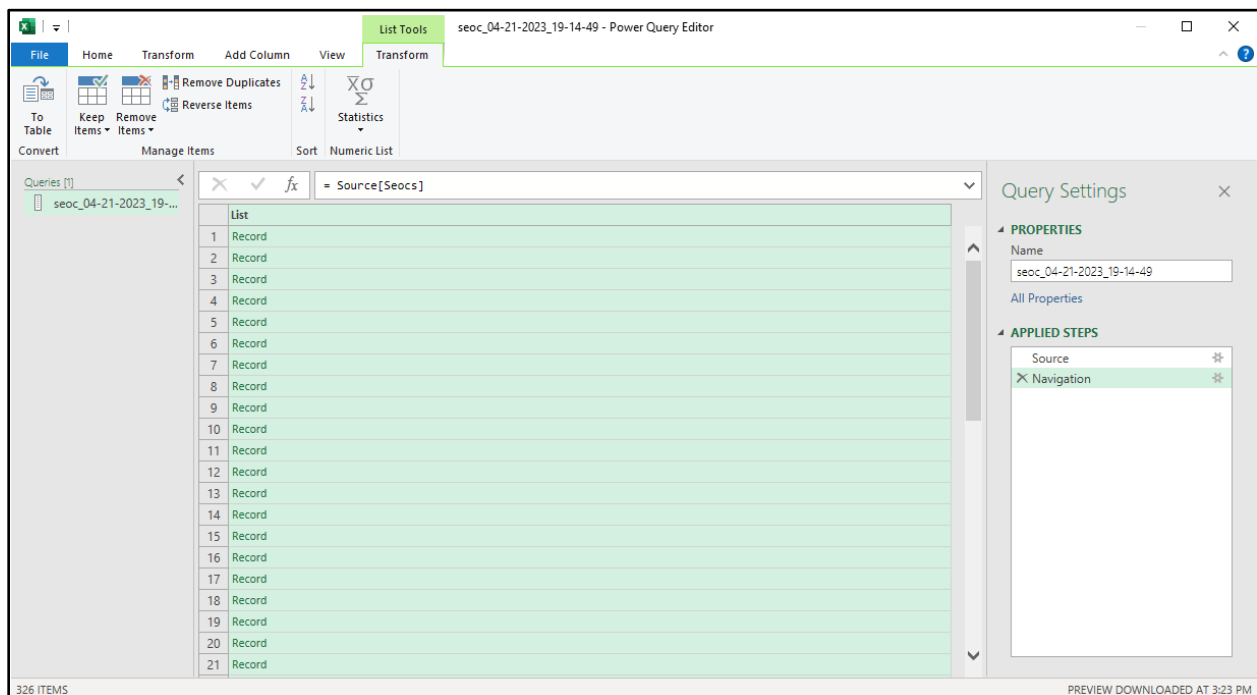 List Tools
seoc_04-21-2023_19-14-49 - Power Query Editor
File Home Transform Add Column View Transform
To Table
Keep Items
Remove Items
Remove Duplicates
Reverse Items
Statistics
Convert Manage Items Sort Numeric List
Queries [1]
seoc_04-21-2023_19-...
fx = Source[Seocs]
List
1 Record
2 Record
3 Record
4 Record
5 Record
6 Record
7 Record
8 Record
9 Record
10 Record
11 Record
12 Record
13 Record
14 Record
15 Record
16 Record
17 Record
18 Record
19 Record
20 Record
21 Record
Query Settings
PROPERTIES
Name
seoc_04-21-2023_19-14-49
All Properties
APPLIED STEPS
Source
Navigation
326 ITEMS
PREVIEW DOWNLOADED AT 3:23 PM